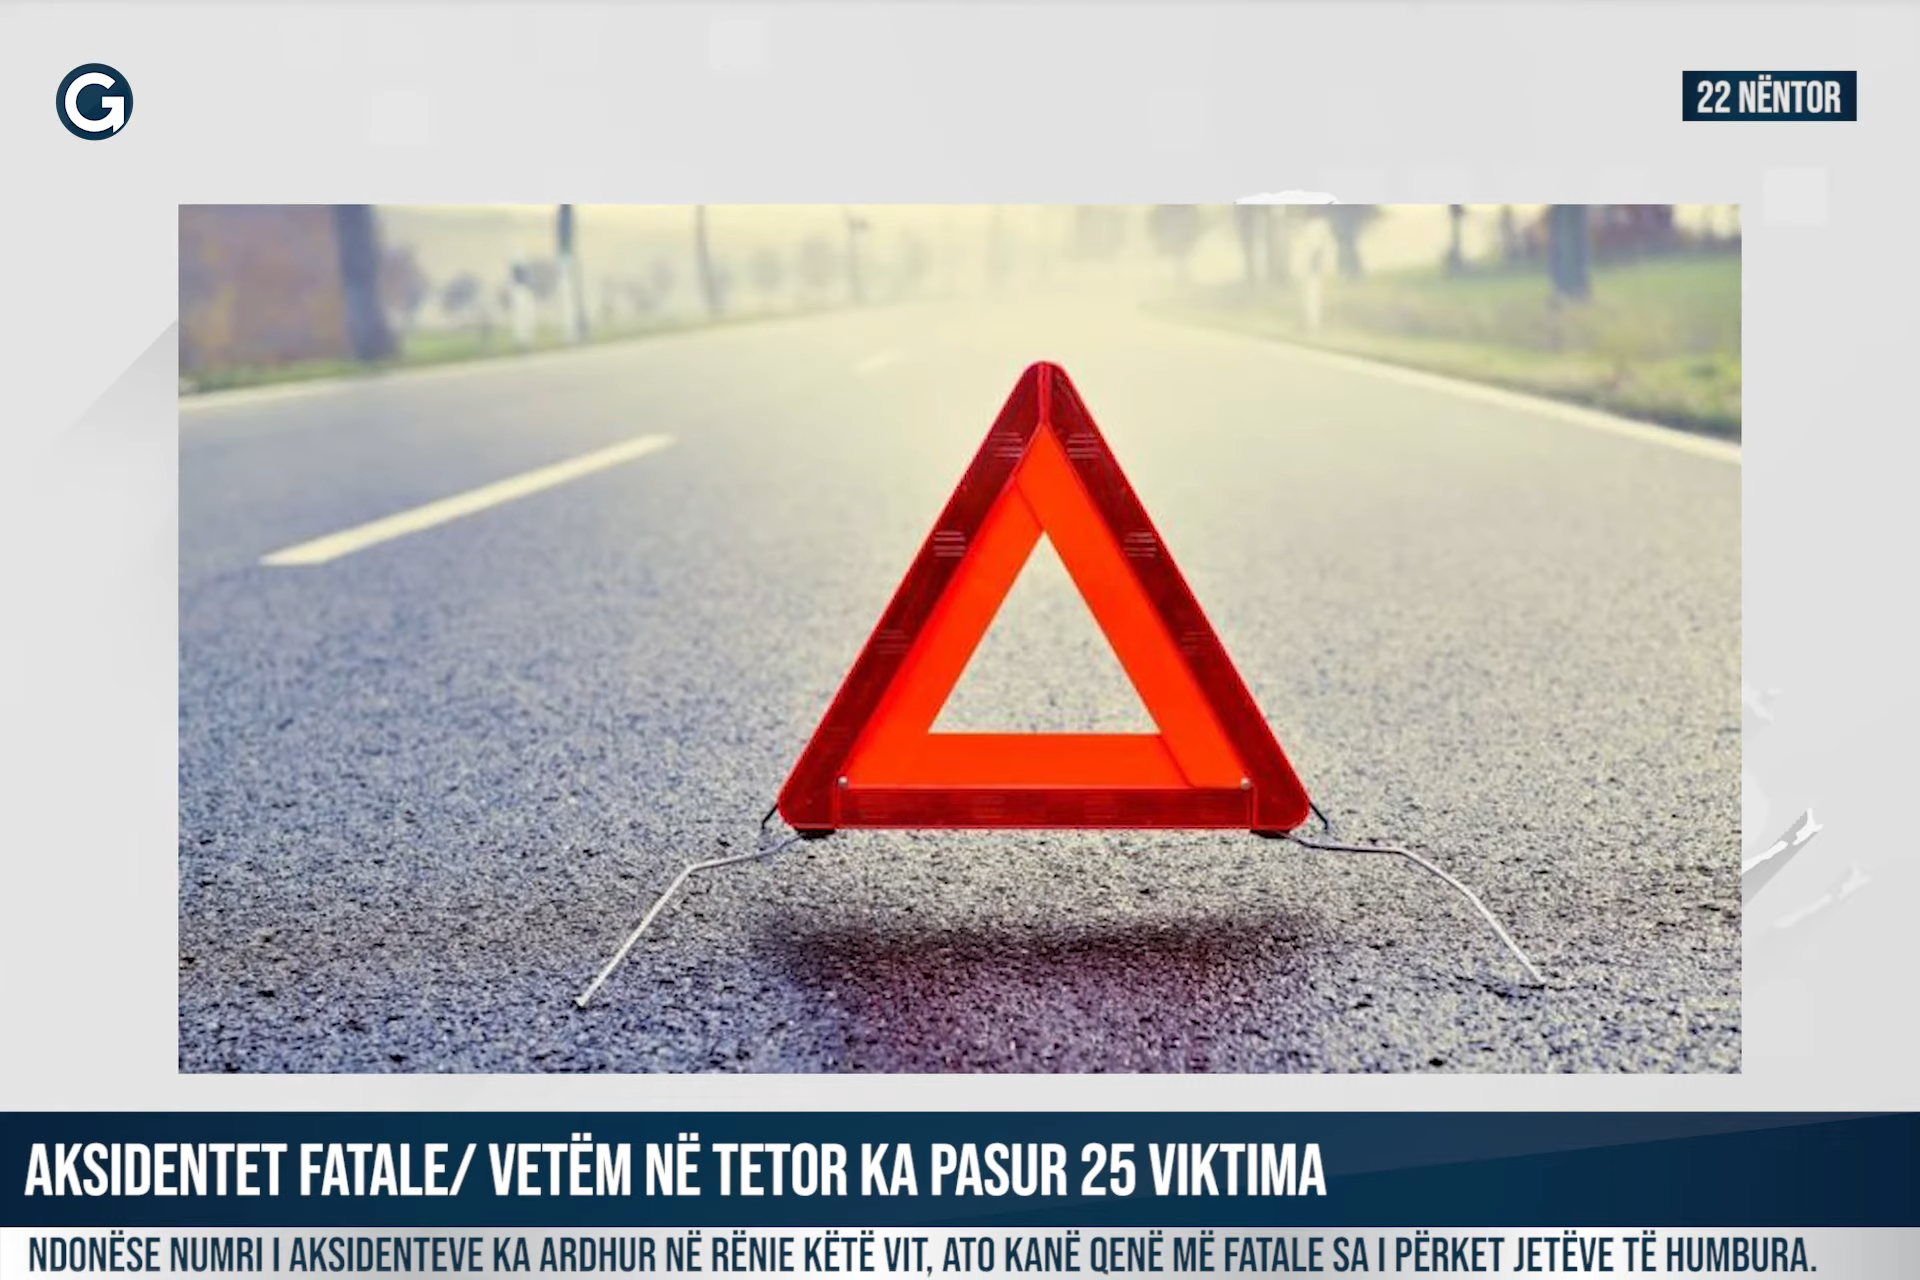 G
22 NËNTOR
AKSIDENTET FATALE/ VETËM NË TETOR KA PASUR 25 VIKTIMA
NDONËSE NUMRI I AKSIDENTEVE KA ARDHUR NË RËNIE KËTË VIT, ATO KANË QENË MË FATALE SA I PËRKET JETËVE TË HUMBURA.